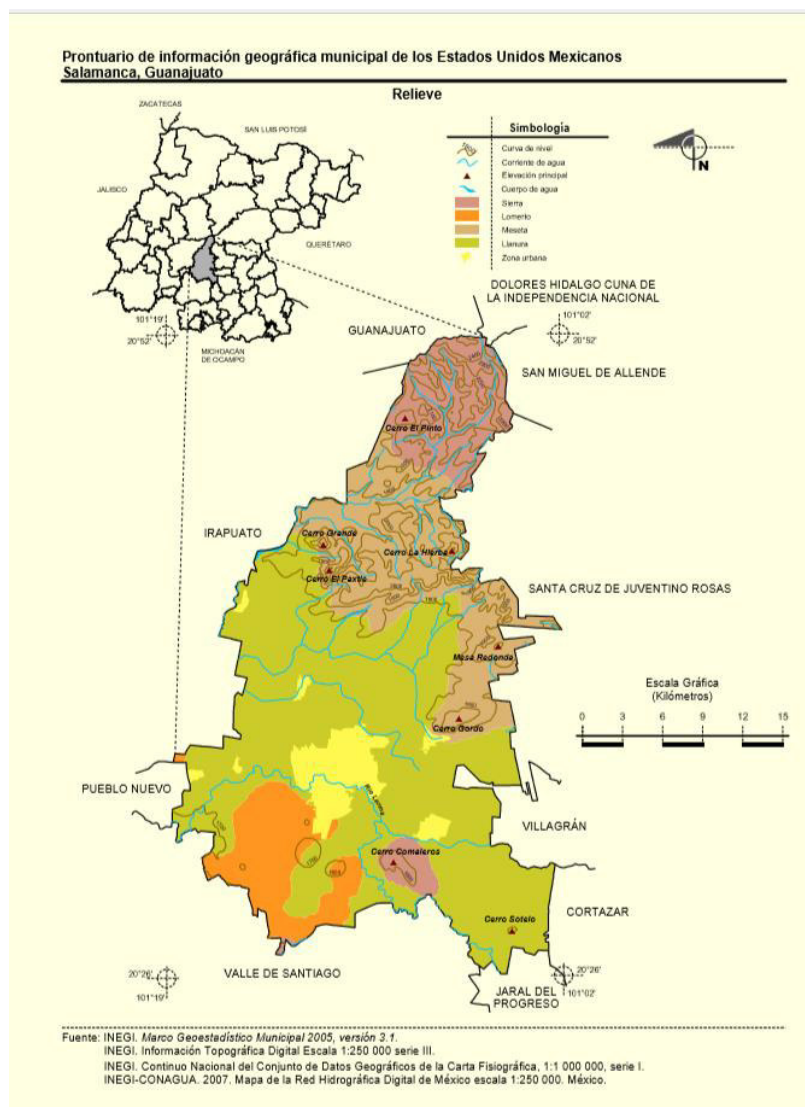 Prontuario de información geográfica municipal de los Estados Unidos Mexicanos
Salamanca, Guanajuato
Relieve
ZACATECAS
SAN LUIS POTOSÍ
JALISCO
QUERÉTARO
MICHOACÁN
DE OCAMPO
Simbología
Curva de nivel
Corriente de agua
Elevación principal
Cuerpo de agua
Sierra
Lomerío
Meseta
Llanura
Zona urbana
N
DOLORES HIDALGO CUNA DE
LA INDEPENDENCIA NACIONAL
101°19'
20°52'
101°02'
20°52'
GUANAJUATO
SAN MIGUEL DE ALLENDE
Cerro El Pinto
IRAPUATO
Cerro Grande
Cerro La Hierba
Cerro El Paxtle
SANTA CRUZ DE JUVENTINO ROSAS
Mesa Redonda
Escala Gráfica
(Kilómetros)
0 3 6 9 12 15
Cerro Gordo
PUEBLO NUEVO
Río Lerma
VILLAGRÁN
Cerro Comaleros
CORTAZAR
Cerro Sotelo
20°26'
101°19'
VALLE DE SANTIAGO
20°26'
101°02'
JARAL DEL
PROGRESO
Fuente: INEGI. Marco Geoestadístico Municipal 2005, versión 3.1.
INEGI. Información Topográfica Digital Escala 1:250 000 serie III.
INEGI. Continuo Nacional del Conjunto de Datos Geográficos de la Carta Fisiográfica, 1:1 000 000, serie I.
INEGI-CONAGUA. 2007. Mapa de la Red Hidrográfica Digital de México escala 1:250 000. México.